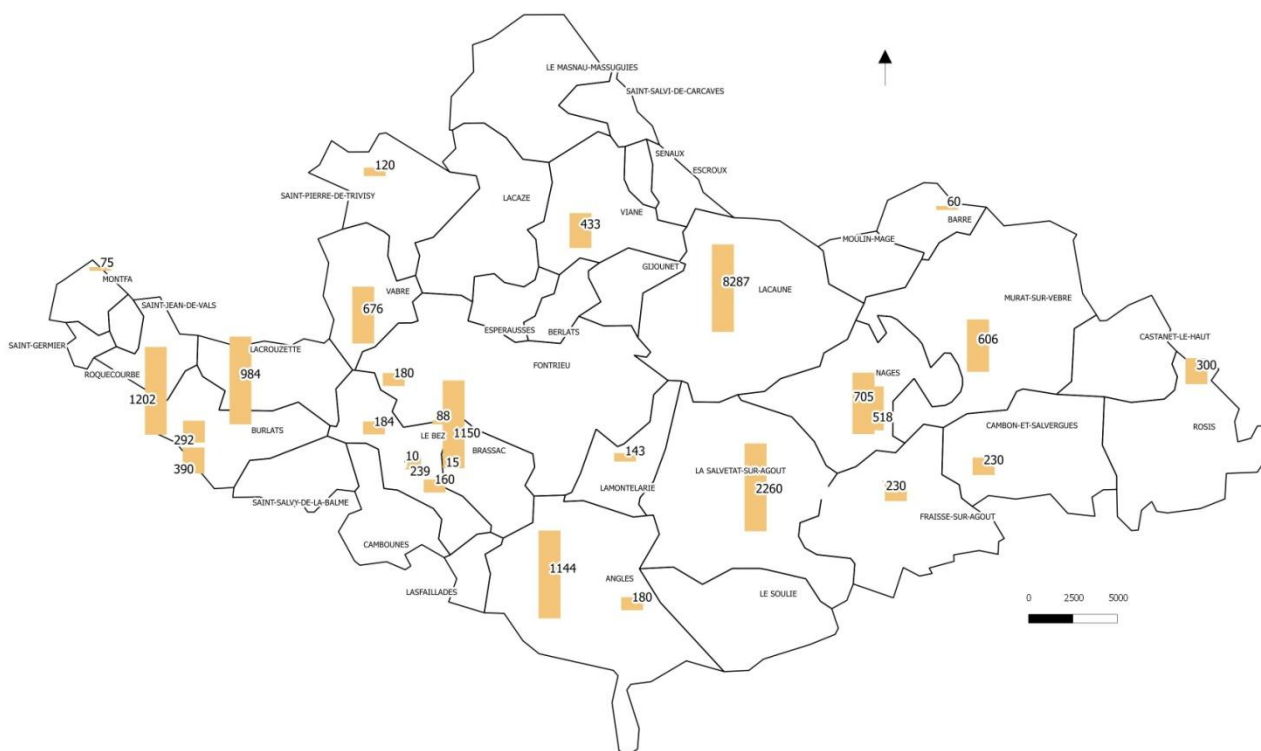 LE MASNAU-MASSUGUIES
SAINT-SALVI-DE-CARCAVES
SENAUX
ESCROUX
120
SAINT-PIERRE-DE-TRIVISY
LACAZE
VIANE
433
60
BARRE
MOULIN-MAGE
75
MONTFA
SAINT-JEAN-DE-VALS
GIJOUNET
8287
LACAUNE
VABRE
676
MURAT-SUR-VEBRE
606
SAINT-GERMIER
ROQUECOURBE
LACROUZETTE
984
ESPERAUSSES
BERLATS
FONTRIEU
CASTANET-LE-HAUT
300
180
NAGES
705
518
1202
292
390
BURLATS
184
88
LE BEZ
1150
BRASSAC
10
239
15
160
143
LAMONTELARIE
LA SALVETAT-SUR-AGOUT
2260
CAMBON-ET-SALVERGUES
230
ROSIS
230
FRAISSE-SUR-AGOUT
SAINT-SALVY-DE-LA-BALME
CAMBOUNES
LASFAILLADES
1144
ANGLES
180
LE SOULIE
0 2500 5000